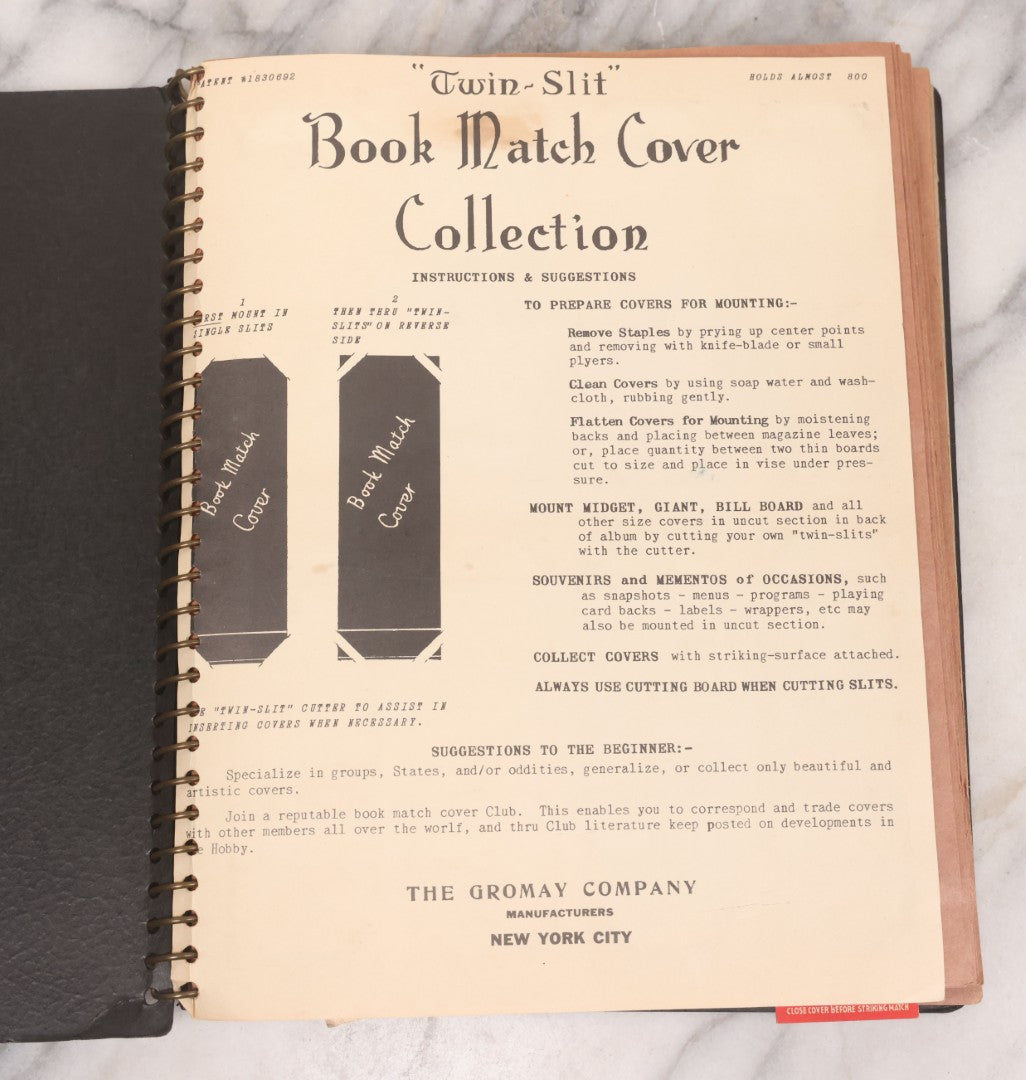 PATENT #1830692
HOLDS ALMOST 800
"Twin-Slit"
Book Match Cover
Collection
INSTRUCTIONS & SUGGESTIONS
1
FIRST MOUNT IN
SINGLE SLITS
2
THEN THRU "TWIN-
SLITS" ON REVERSE
SIDE
Book Match
Cover
Book Match
Cover
TO PREPARE COVERS FOR MOUNTING:-
Remove Staples by prying up center points
and removing with knife-blade or small
plyers.
Clean Covers by using soap water and wash-
cloth, rubbing gently.
Flatten Covers for Mounting by moistening
backs and placing between magazine leaves;
or, place quantity between two thin boards
cut to size and place in vise under pres-
sure.
MOUNT MIDGET, GIANT, BILL BOARD and all
other size covers in uncut section in back
of album by cutting your own "twin-slits"
with the cutter.
SOUVENIRS and MEMENTOS of OCCASIONS, such
as snapshots - menus - programs - playing
card backs - labels - wrappers, etc may
also be mounted in uncut section.
COLLECT COVERS with striking-surface attached.
ALWAYS USE CUTTING BOARD WHEN CUTTING SLITS.
"TWIN-SLIT" CUTTER TO ASSIST IN
INSERTING COVERS WHEN NECESSARY.
SUGGESTIONS TO THE BEGINNER:-
Specialize in groups, States, and/or oddities, generalize, or collect only beautiful and
artistic covers.
Join a reputable book match cover Club. This enables you to correspond and trade covers
with other members all over the worlf, and thru Club literature keep posted on developments in
the Hobby.
THE GROMAY COMPANY
MANUFACTURERS
NEW YORK CITY
CLOSE COVER BEFORE STRIKING MATCH